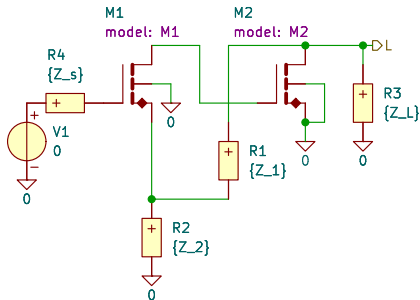 M1
model: M1
M2
model: M2
L
R4
{Z_s}
+
0
+
V1
0
−
0
+
R1
{Z_1}
+
R3
{Z_L}
0
0
+
R2
{Z_2}
0